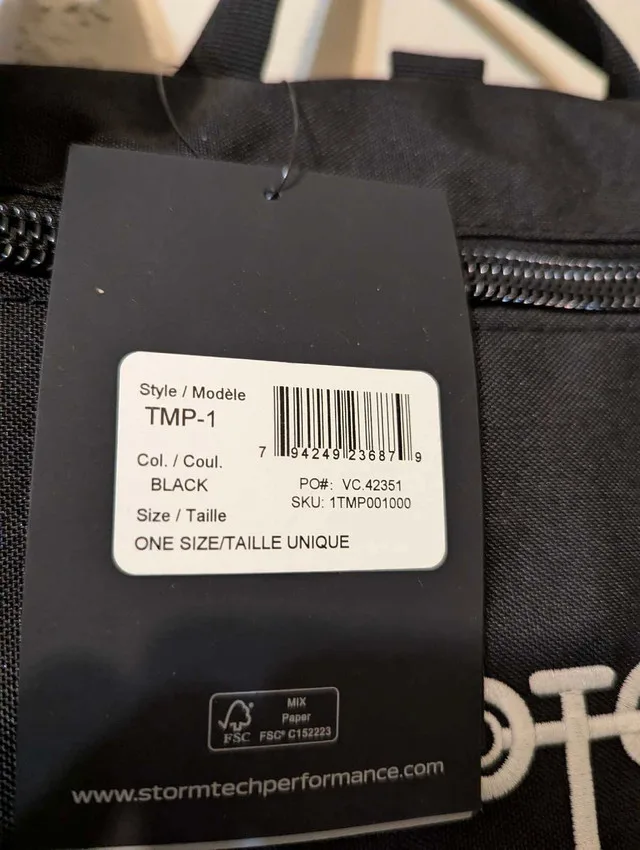 Style / Modèle
TMP-1
7 94249 23687 9
Col. / Coul.
BLACK
PO#: VC.42351
SKU: 1TMP001000
Size / Taille
ONE SIZE/TAILLE UNIQUE
MIX
Paper
FSC
FSC® C152223
www.stormtechperformance.com